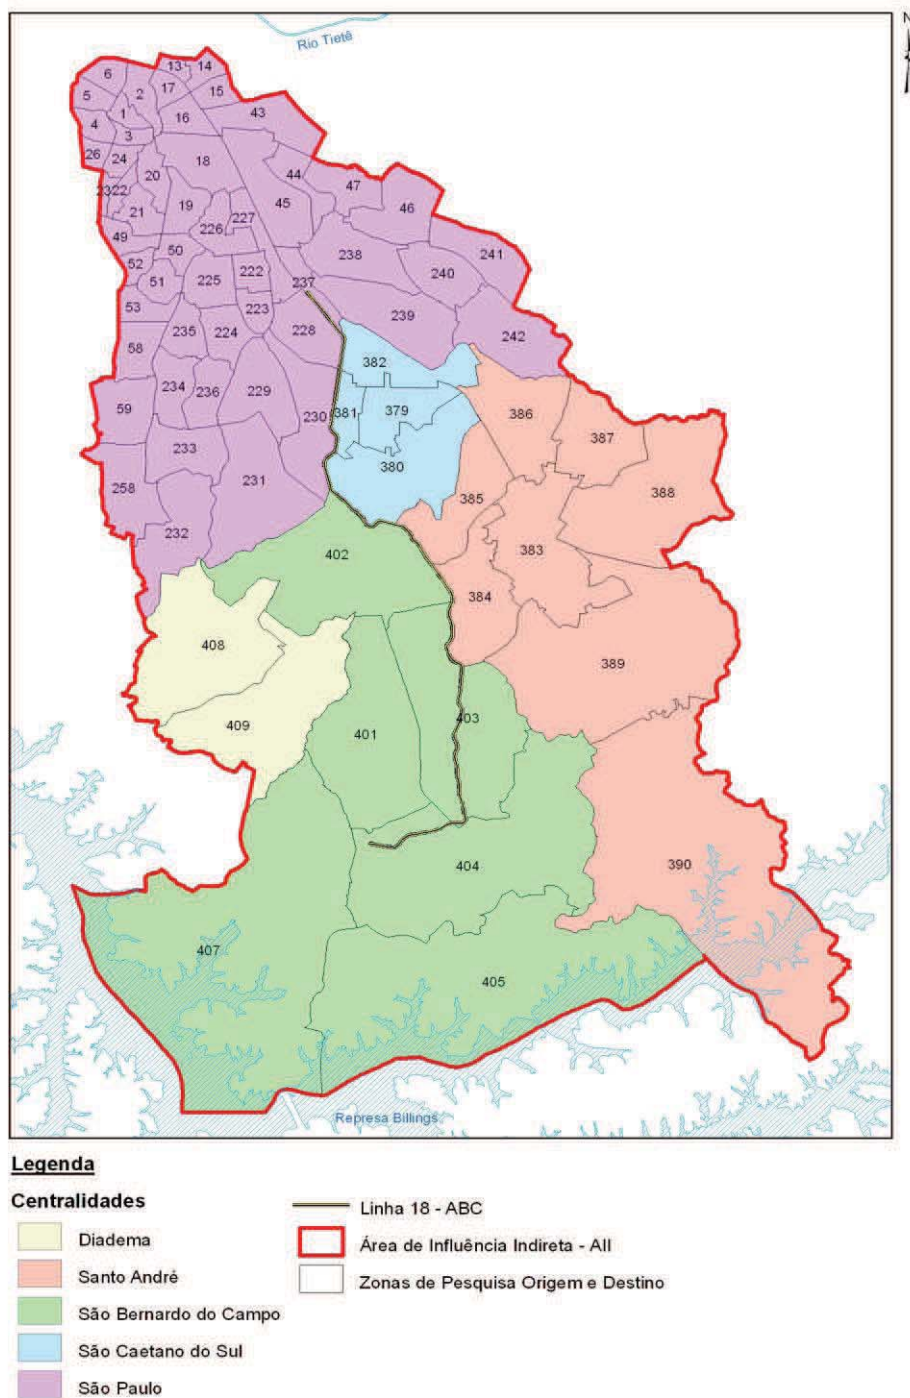 N
Rio Tietê
13 14
6
2 17 15
5
1 16 43
4
3
26 24 18
20 44 47
23 22
45 46
21 19 227
226
49
50 238 241
52 240
222
51 225 237
53 223 239
235 224 228 242
58
382
234 236 229
59 381 379 386
230
387
233
380
258 231 388
385
232
383
402
384
408
389
403
409 401
404 390
407
405
Represa Billings
Legenda
Centralidades
Diadema
Santo André
São Bernardo do Campo
São Caetano do Sul
São Paulo
Linha 18 - ABC
Área de Influência Indireta - AII
Zonas de Pesquisa Origem e Destino